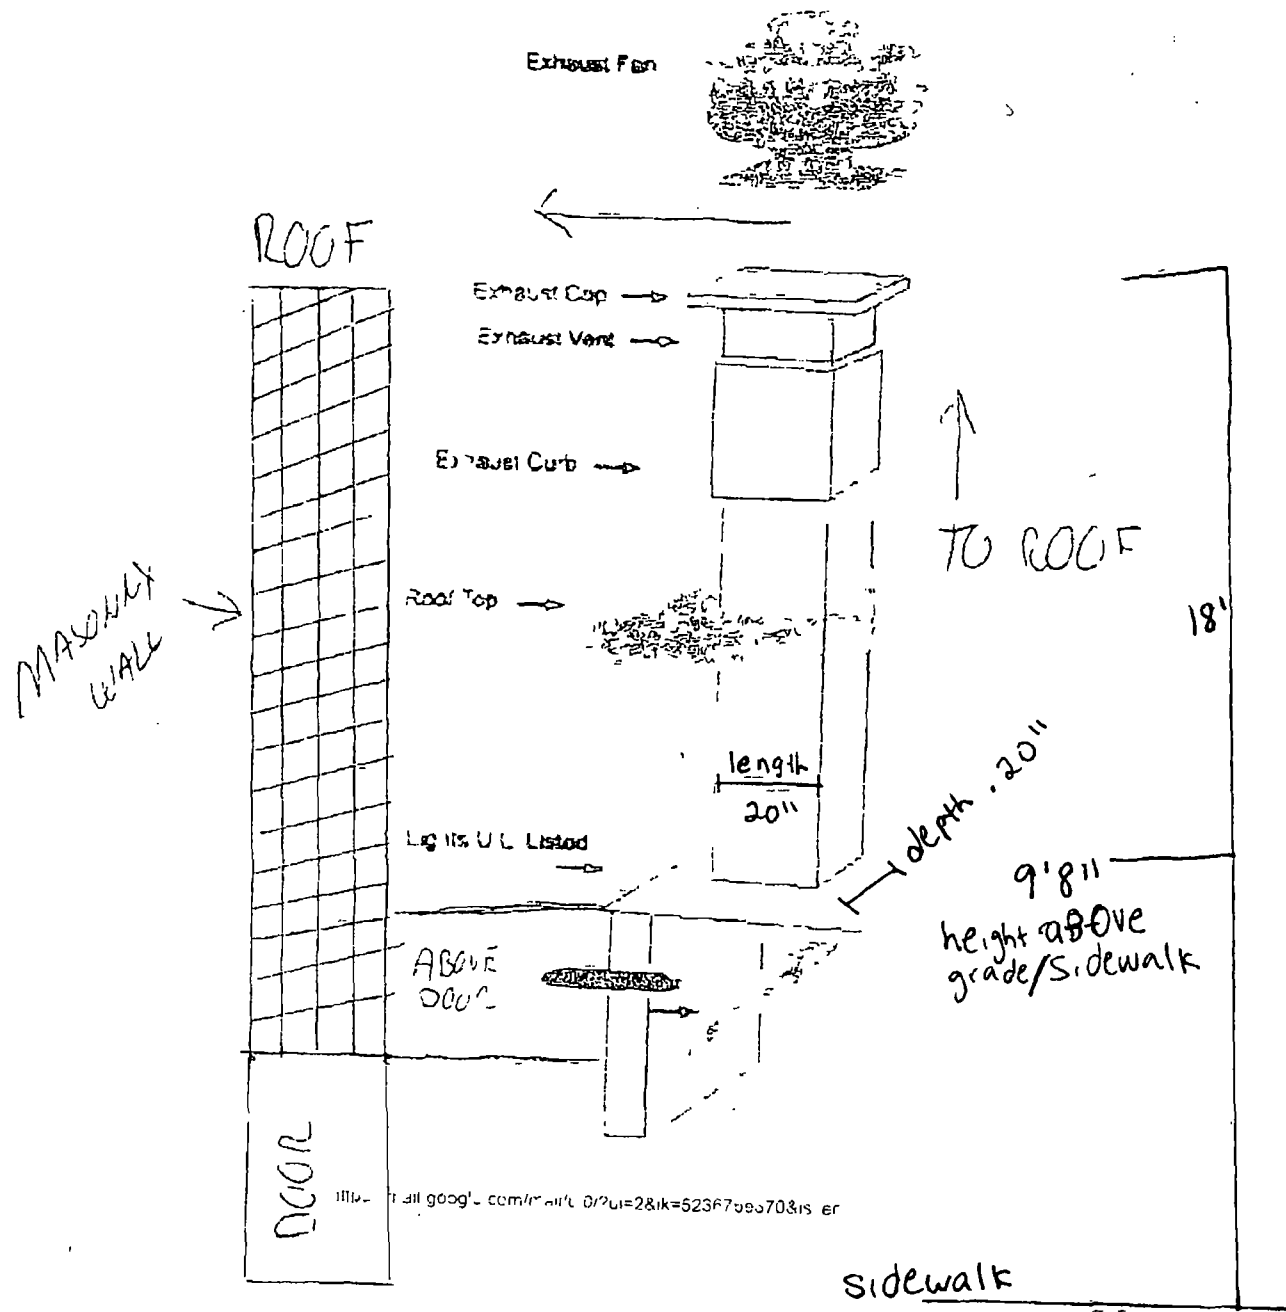 Exhaust Fan
ROOF
Exhaust Cap
Exhaust Vent
Exhaust Curb
TO ROOF
Roof Top
MASONRY
WALL
18'
length
20"
depth . 20"
Lights UL Listed
9'8"
height above
grade/sidewalk
ABOVE
DOOR
DOOR
sidewalk